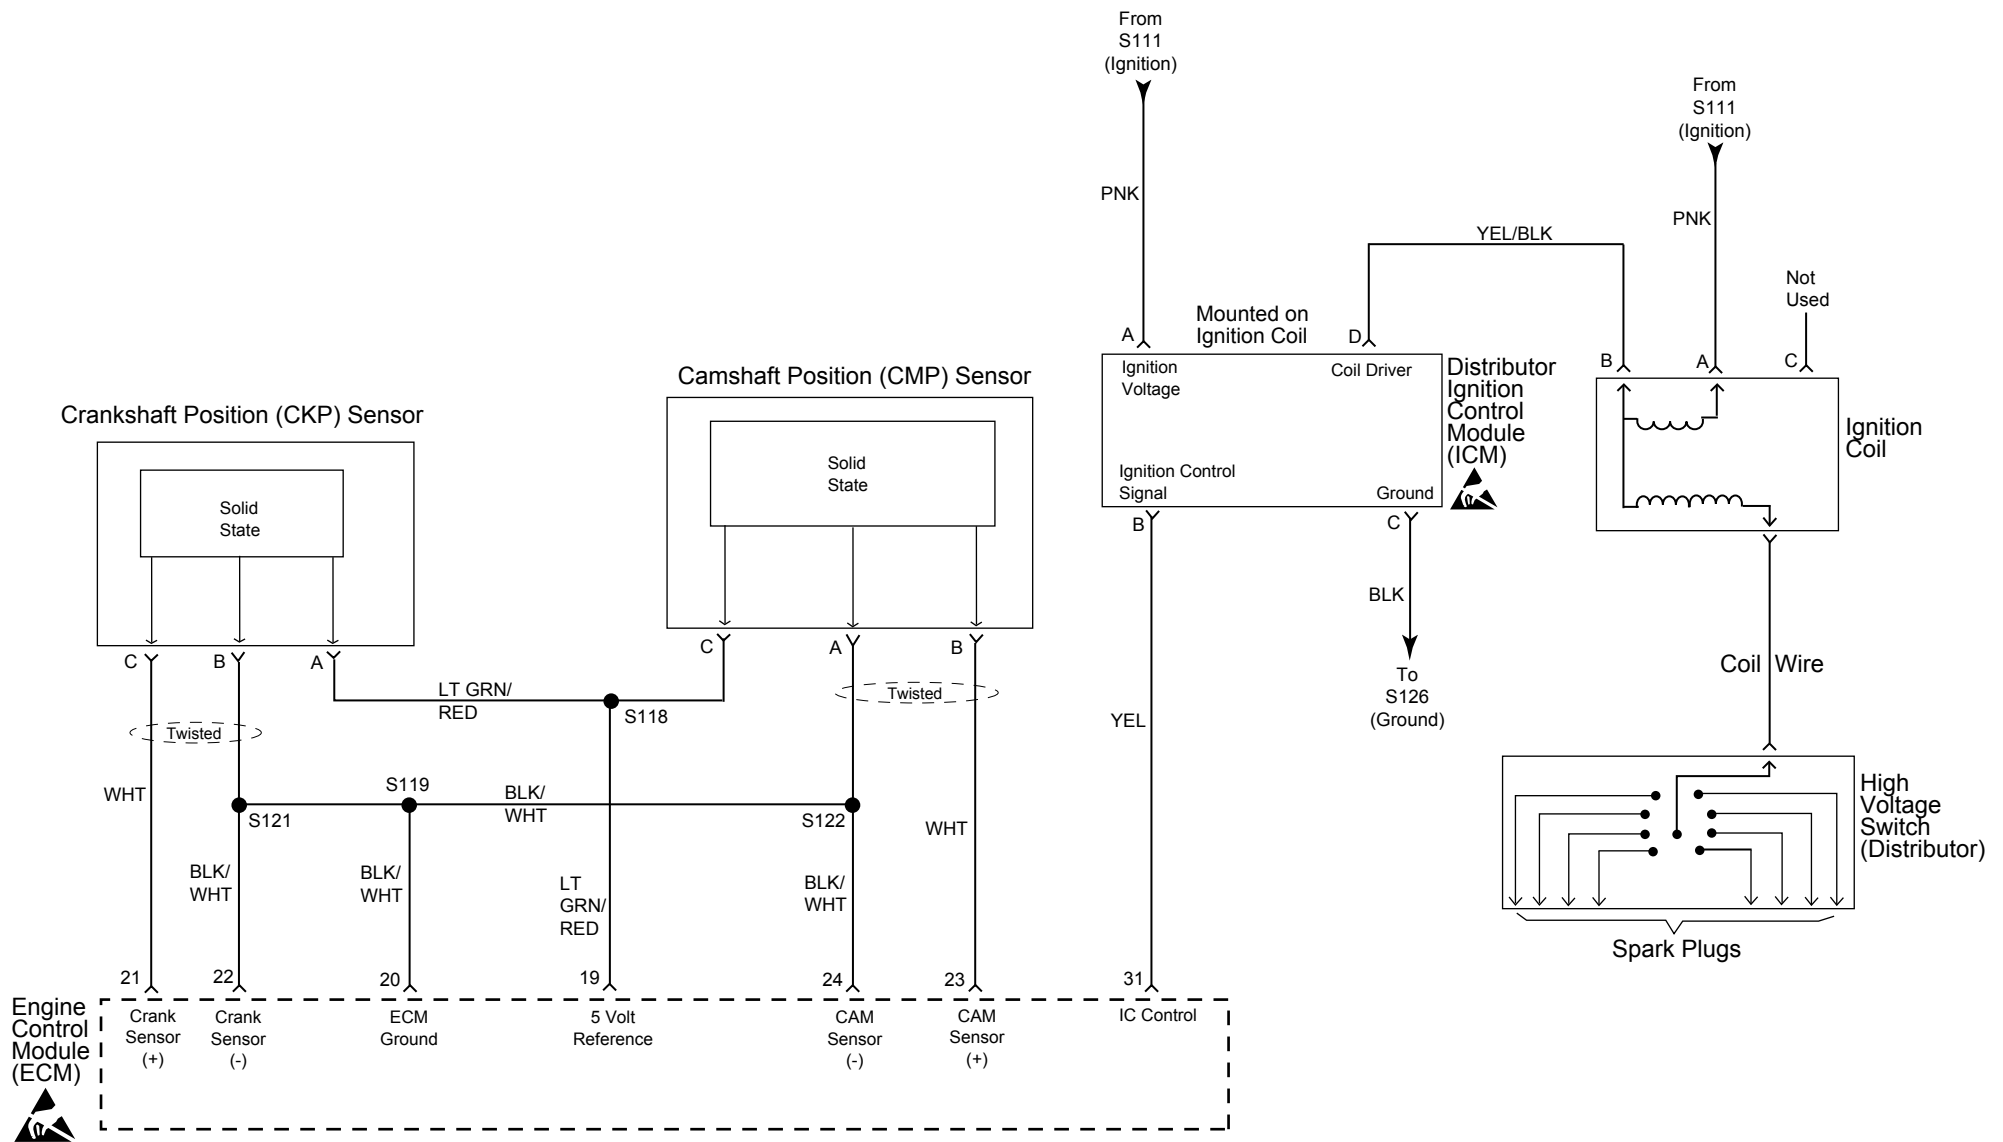 From
S111
(Ignition)
From
S111
(Ignition)
PNK
PNK
YEL/BLK
Not
Used
Mounted on
Ignition Coil
A
D
B
A
C
Ignition
Voltage
Coil Driver
Distributor
Ignition
Control
Module
(ICM)
Ignition Control
Signal
Ground
B
C
Ignition
Coil
Camshaft Position (CMP) Sensor
Solid
State
Crankshaft Position (CKP) Sensor
Solid
State
C
B
A
C
A
B
BLK
To
S126
(Ground)
Coil Wire
LT GRN/
RED
S118
Twisted
Twisted
YEL
WHT
S119
S121
BLK/
WHT
S122
WHT
High
Voltage
Switch
(Distributor)
Spark Plugs
BLK/
WHT
BLK/
WHT
LT
GRN/
RED
BLK/
WHT
21
22
20
19
24
23
31
Engine
Control
Module
(ECM)
Crank
Sensor
(+)
Crank
Sensor
(-)
ECM
Ground
5 Volt
Reference
CAM
Sensor
(-)
CAM
Sensor
(+)
IC Control